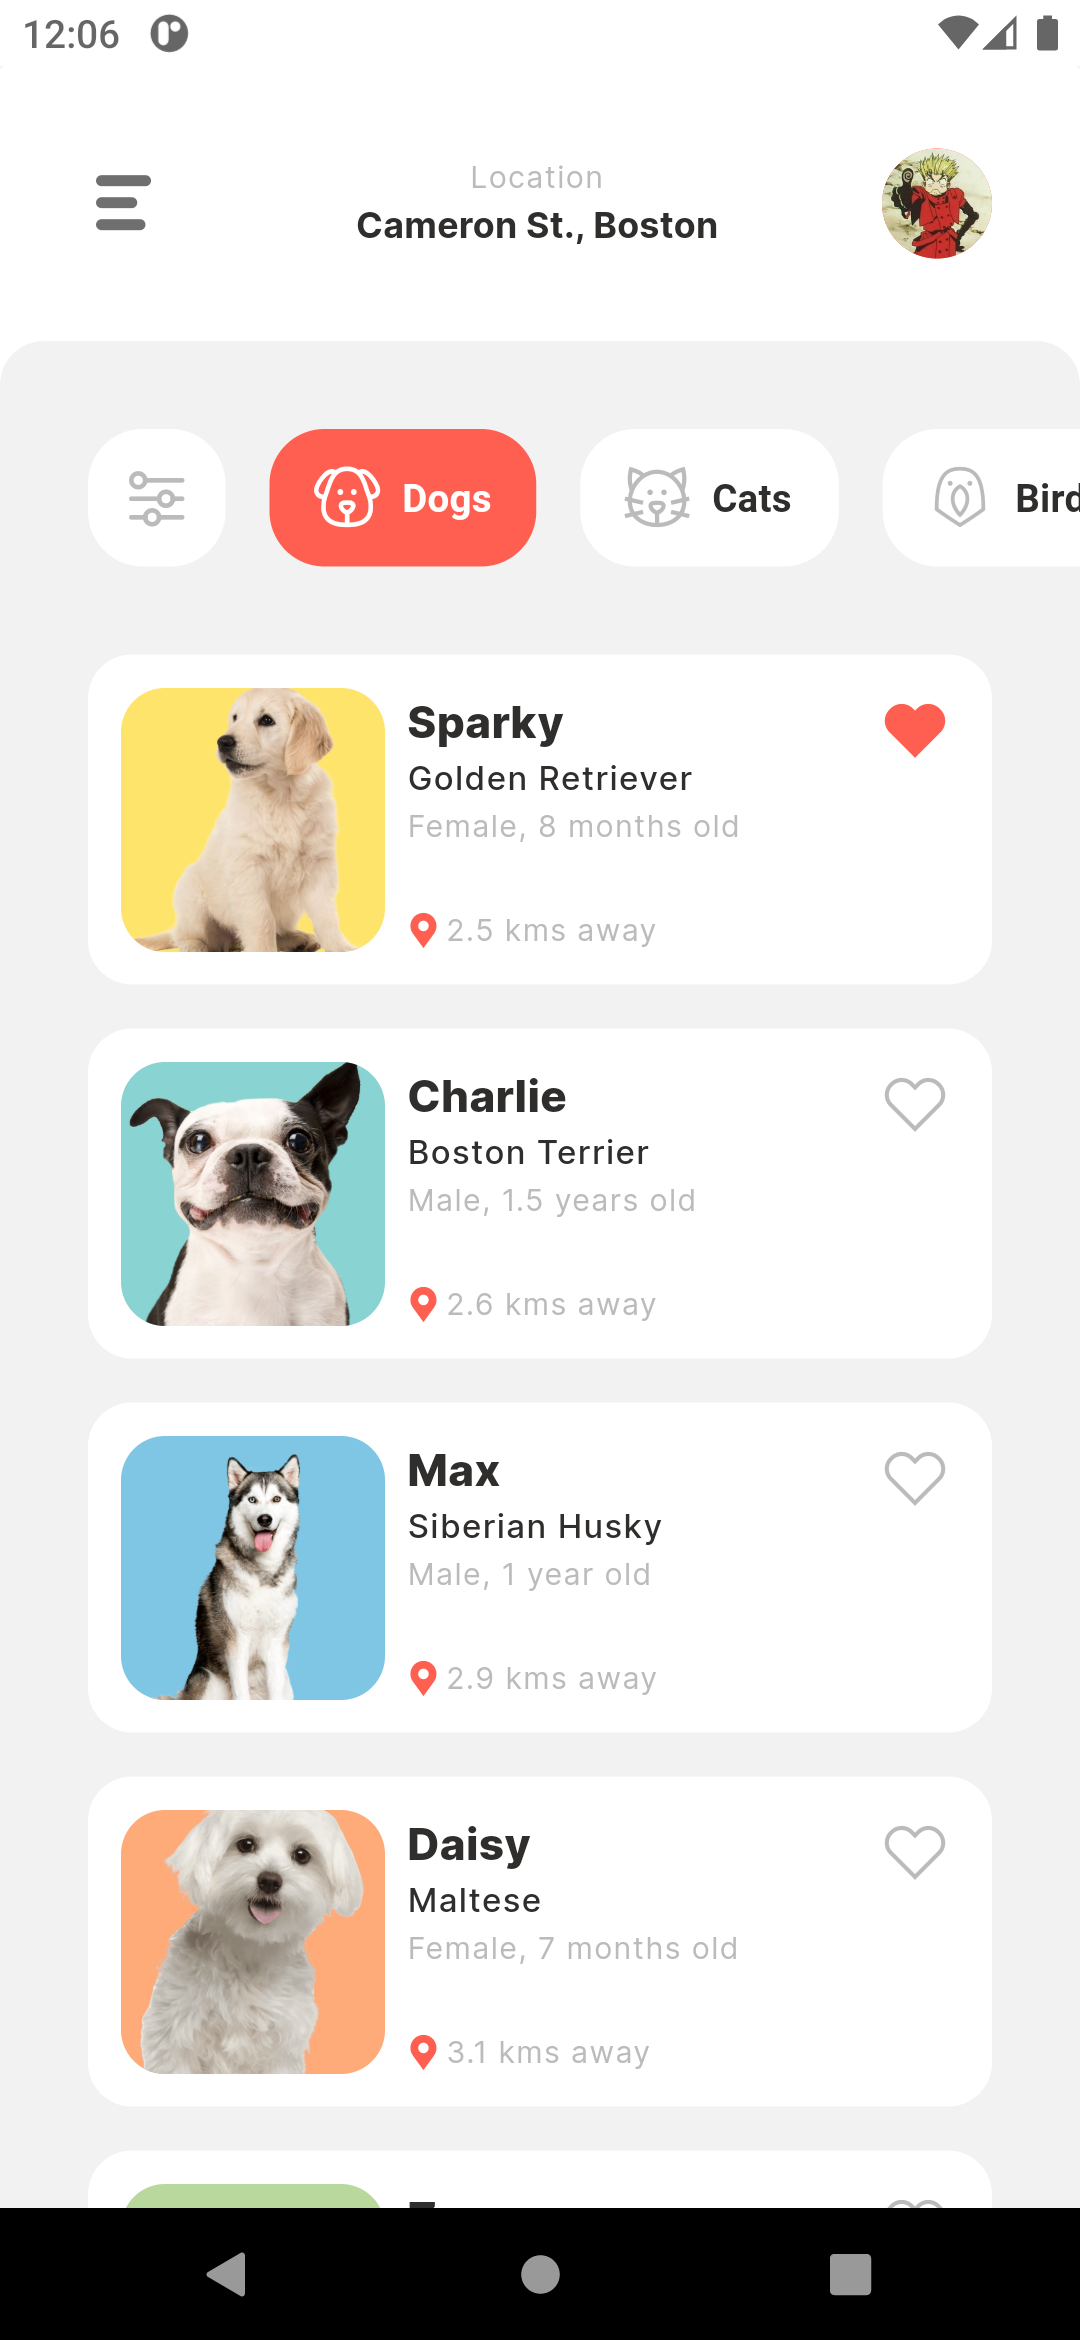 12:06
Location
Cameron St., Boston
Dogs
Cats
Bird
Sparky
Golden Retriever
Female, 8 months old
2.5 kms away
Charlie
Boston Terrier
Male, 1.5 years old
2.6 kms away
Max
Siberian Husky
Male, 1 year old
2.9 kms away
Daisy
Maltese
Female, 7 months old
3.1 kms away